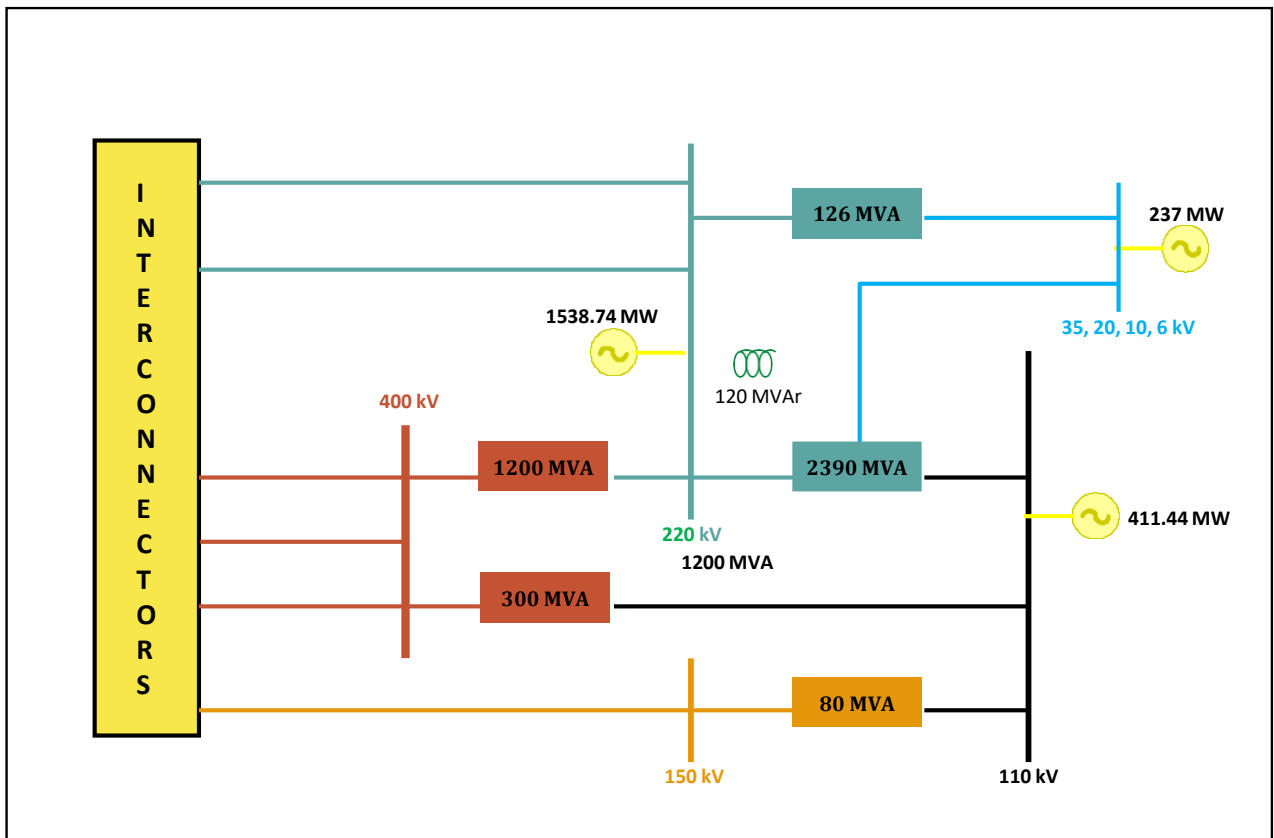 INTERCONNECTORS
126 MVA
237 MW
35, 20, 10, 6 kV
1538.74 MW
120 MVAr
400 kV
1200 MVA
2390 MVA
411.44 MW
220 kV
1200 MVA
300 MVA
80 MVA
150 kV
110 kV